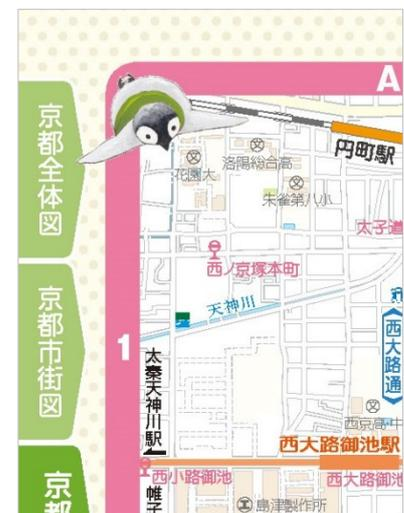 京都全体図
京都市街図
京都
A
1
円町駅
洛陽総合高
花園大
朱雀第八小
太子道
西ノ京塚本町
天神川
西大路通
太秦天神川駅
西京高・中
西大路御池駅
西小路御池
西大路御池
島津製作所
帷子